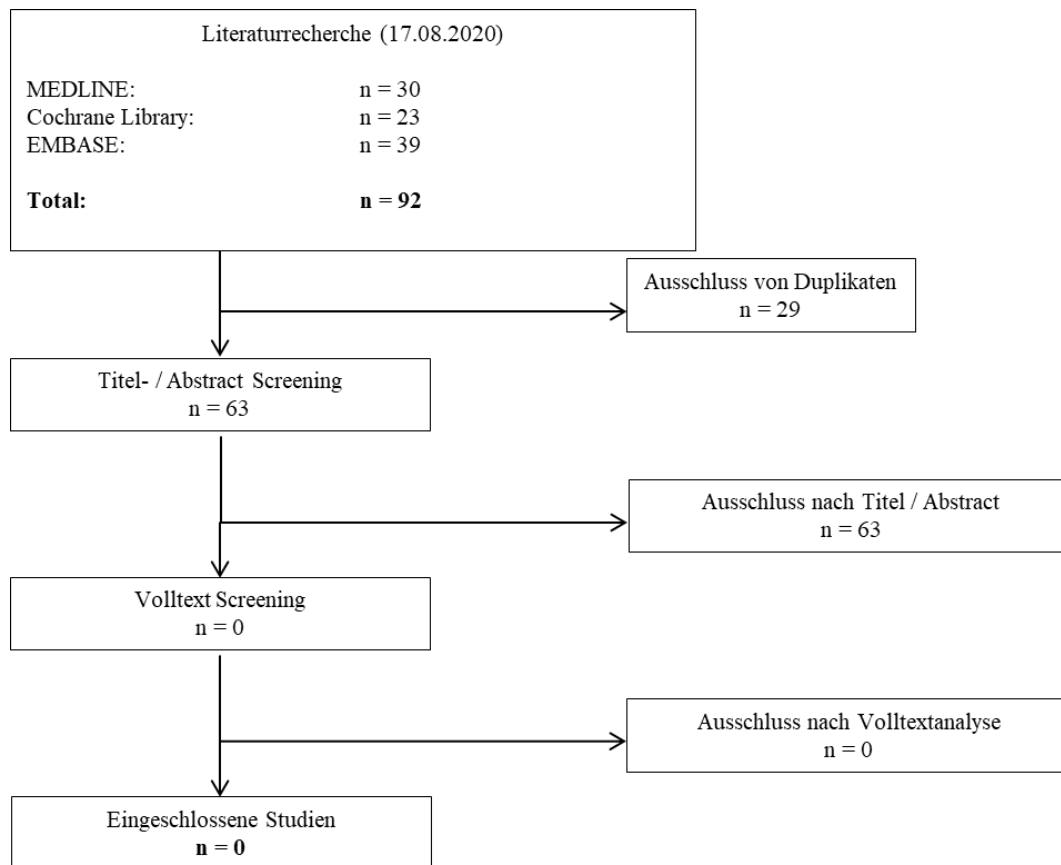 Literaturrecherche (17.08.2020)
MEDLINE: n = 30
Cochrane Library: n = 23
EMBASE: n = 39
Total: n = 92
Ausschluss von Duplikaten
n = 29
Titel- / Abstract Screening
n = 63
Ausschluss nach Titel / Abstract
n = 63
Volltext Screening
n = 0
Ausschluss nach Volltextanalyse
n = 0
Eingeschlossene Studien
n = 0